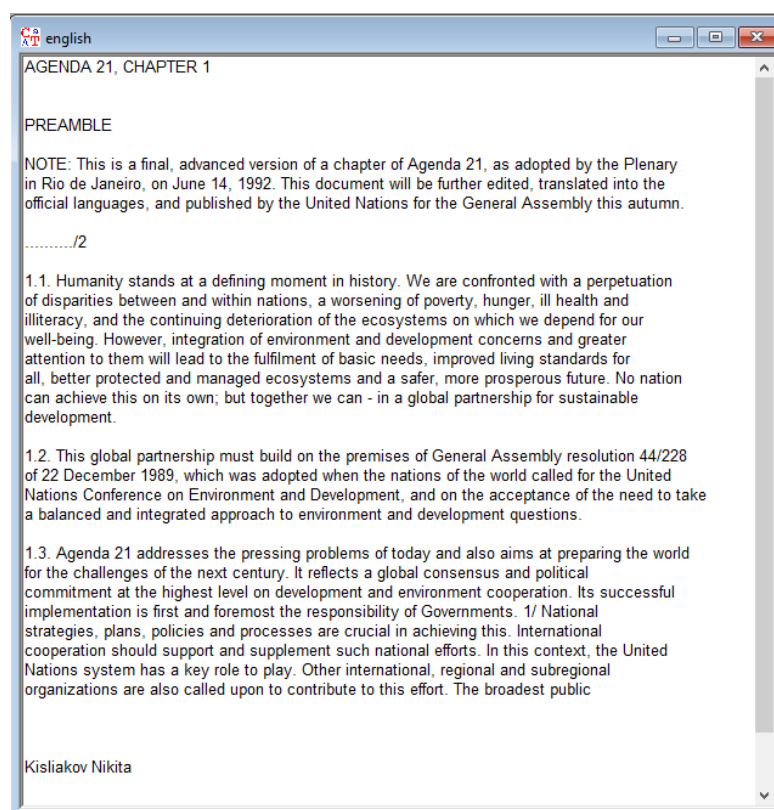 Ca
AT english
AGENDA 21, CHAPTER 1
PREAMBLE
NOTE: This is a final, advanced version of a chapter of Agenda 21, as adopted by the Plenary
in Rio de Janeiro, on June 14, 1992. This document will be further edited, translated into the
official languages, and published by the United Nations for the General Assembly this autumn.
........../2
1.1. Humanity stands at a defining moment in history. We are confronted with a perpetuation
of disparities between and within nations, a worsening of poverty, hunger, ill health and
illiteracy, and the continuing deterioration of the ecosystems on which we depend for our
well-being. However, integration of environment and development concerns and greater
attention to them will lead to the fulfilment of basic needs, improved living standards for
all, better protected and managed ecosystems and a safer, more prosperous future. No nation
can achieve this on its own; but together we can - in a global partnership for sustainable
development.
1.2. This global partnership must build on the premises of General Assembly resolution 44/228
of 22 December 1989, which was adopted when the nations of the world called for the United
Nations Conference on Environment and Development, and on the acceptance of the need to take
a balanced and integrated approach to environment and development questions.
1.3. Agenda 21 addresses the pressing problems of today and also aims at preparing the world
for the challenges of the next century. It reflects a global consensus and political
commitment at the highest level on development and environment cooperation. Its successful
implementation is first and foremost the responsibility of Governments. 1/ National
strategies, plans, policies and processes are crucial in achieving this. International
cooperation should support and supplement such national efforts. In this context, the United
Nations system has a key role to play. Other international, regional and subregional
organizations are also called upon to contribute to this effort. The broadest public
Kisliakov Nikita